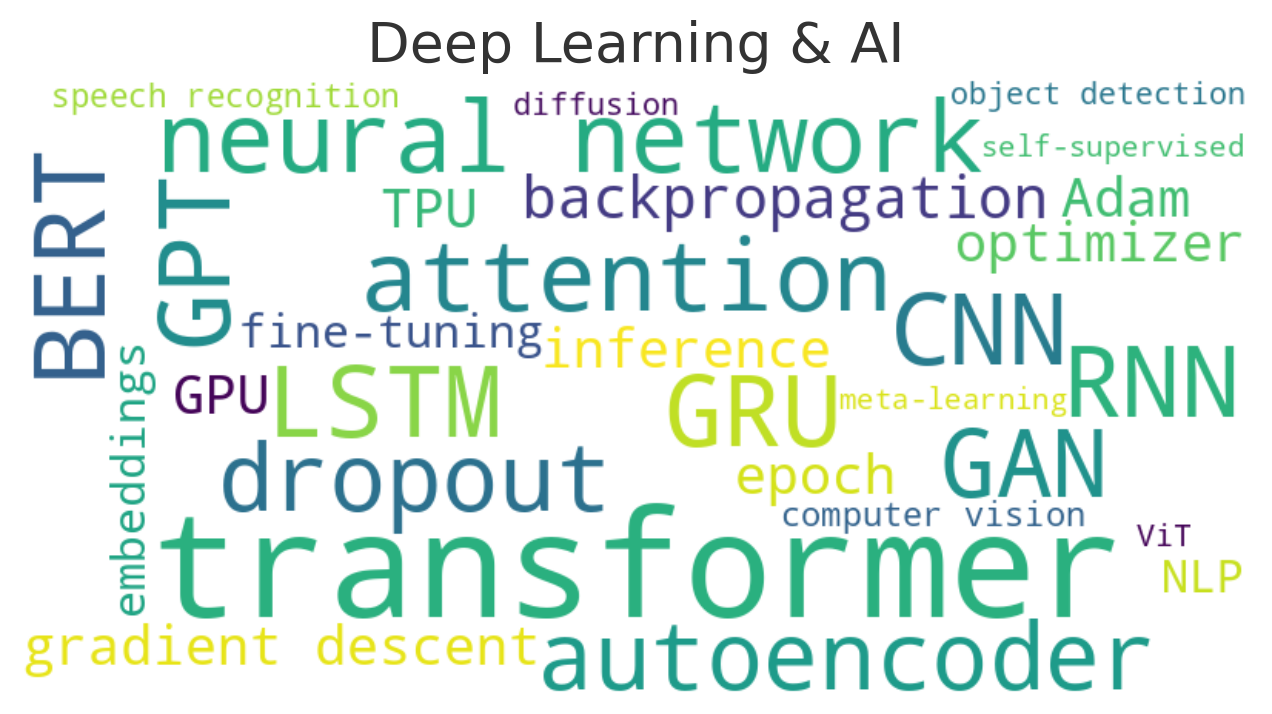 Deep Learning & AI
speech recognition
diffusion
object detection
neural network
self-supervised
BERT
GPT
TPU
backpropagation
Adam
optimizer
attention
fine-tuning
inference
CNN
embeddings
GPU
LSTM
GRU
meta-learning
RNN
dropout
epoch
GAN
computer vision
transformer
ViT
NLP
gradient descent
autoencoder